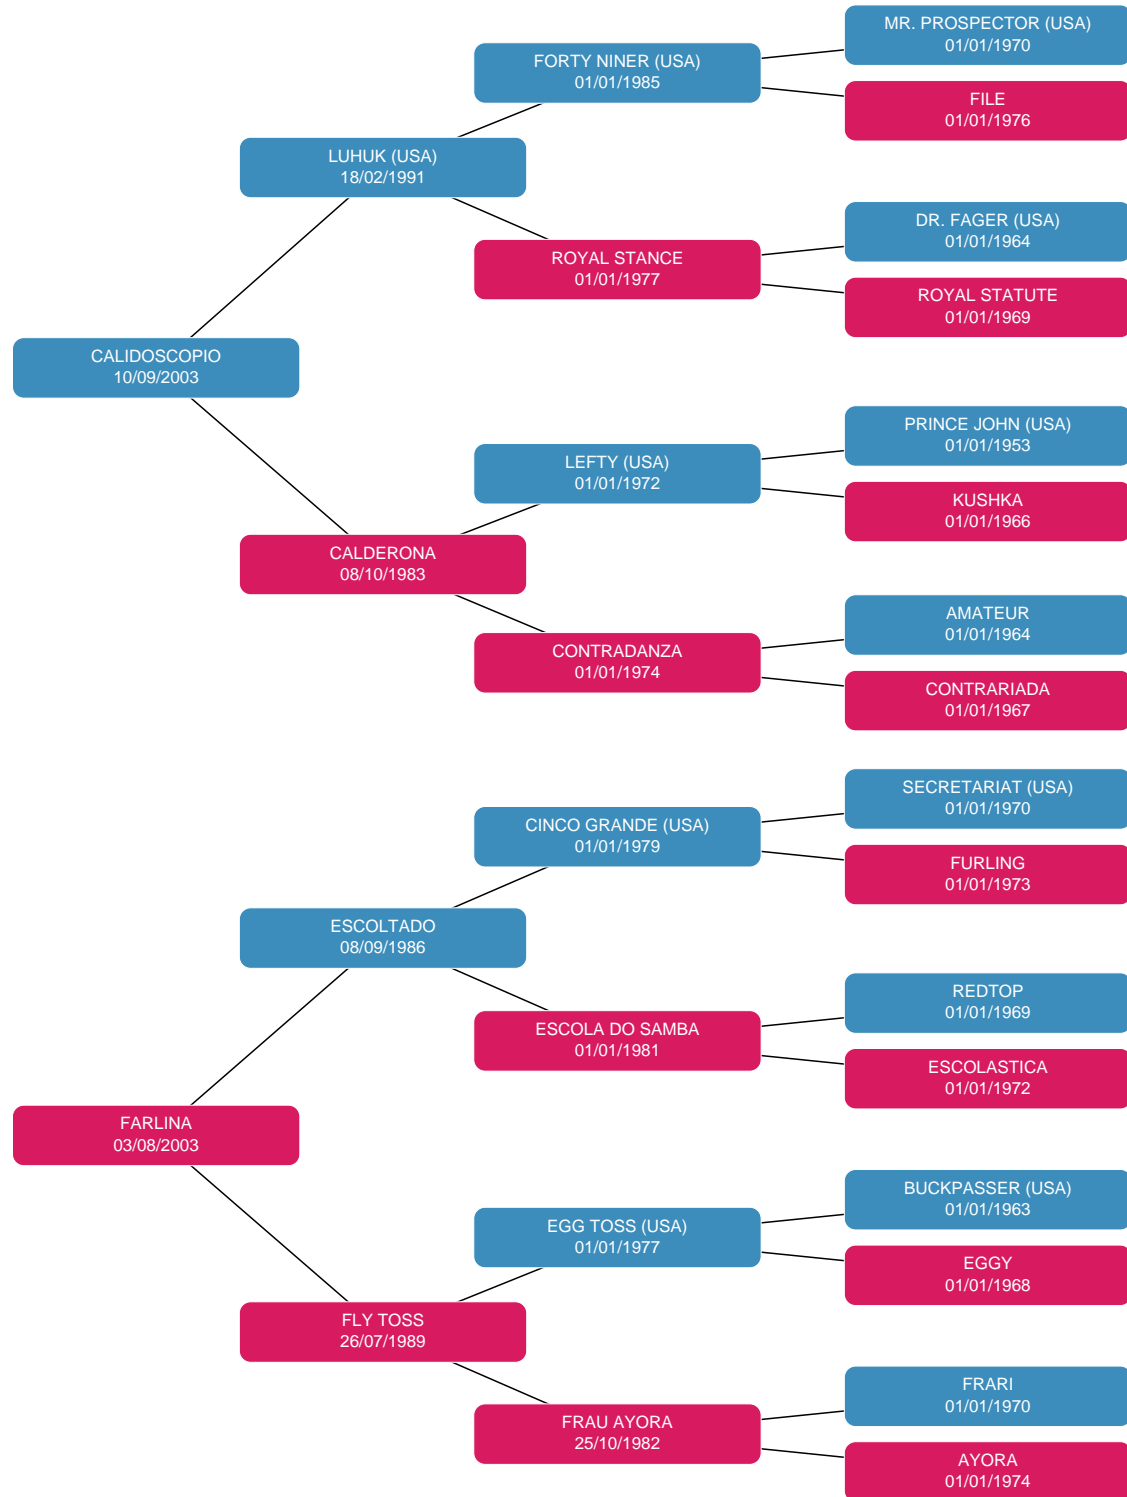 MR. PROSPECTOR (USA)
01/01/1970
FORTY NINER (USA)
01/01/1985
FILE
01/01/1976
LUHUK (USA)
18/02/1991
DR. FAGER (USA)
01/01/1964
ROYAL STANCE
01/01/1977
ROYAL STATUTE
01/01/1969
CALIDOSCOPIO
10/09/2003
PRINCE JOHN (USA)
01/01/1953
LEFTY (USA)
01/01/1972
KUSHKA
01/01/1966
CALDERONA
08/10/1983
AMATEUR
01/01/1964
CONTRADANZA
01/01/1974
CONTRARIADA
01/01/1967
SECRETARIAT (USA)
01/01/1970
CINCO GRANDE (USA)
01/01/1979
FURLING
01/01/1973
ESCOLTADO
08/09/1986
REDTOP
01/01/1969
ESCOLA DO SAMBA
01/01/1981
ESCOLASTICA
01/01/1972
FARLINA
03/08/2003
BUCKPASSER (USA)
01/01/1963
EGG TOSS (USA)
01/01/1977
EGGY
01/01/1968
FLY TOSS
26/07/1989
FRARI
01/01/1970
FRAU AYORA
25/10/1982
AYORA
01/01/1974